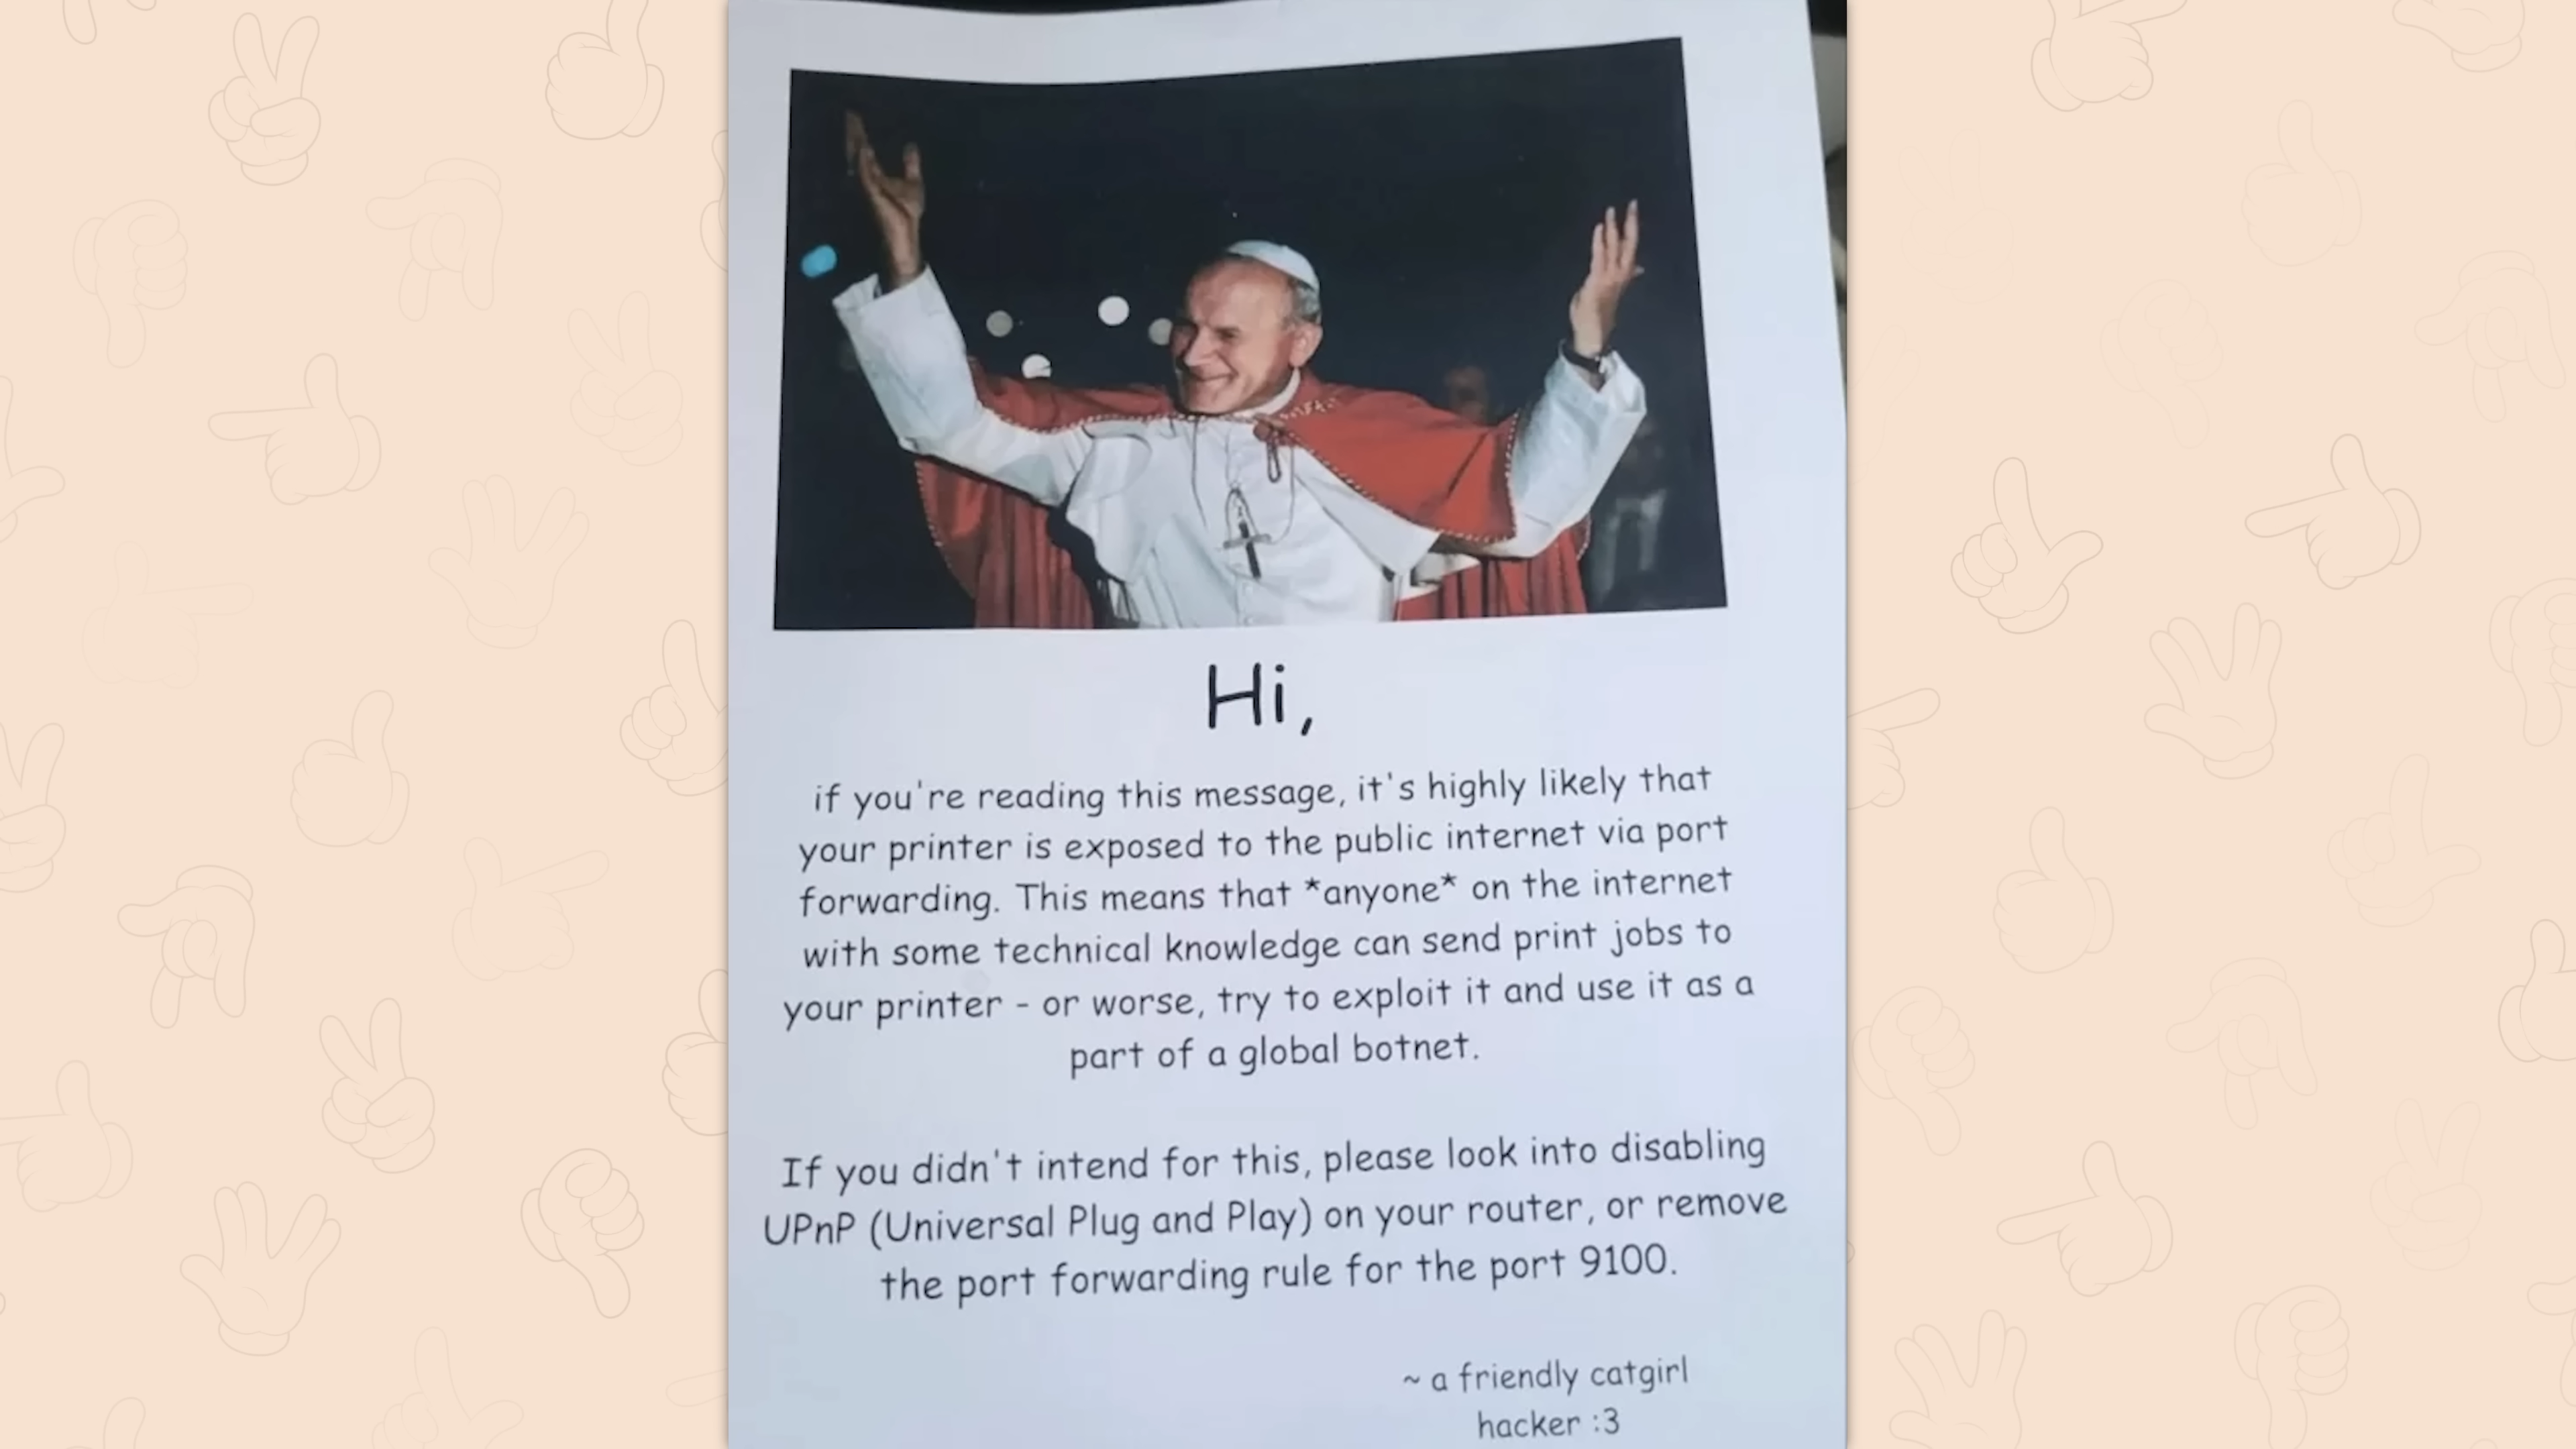 Hi,
if you're reading this message, it's highly likely that
your printer is exposed to the public internet via port
forwarding. This means that *anyone* on the internet
with some technical knowledge can send print jobs to
your printer - or worse, try to exploit it and use it as a
part of a global botnet.
If you didn't intend for this, please look into disabling
UPnP (Universal Plug and Play) on your router, or remove
the port forwarding rule for the port 9100.
~ a friendly catgirl
hacker :3